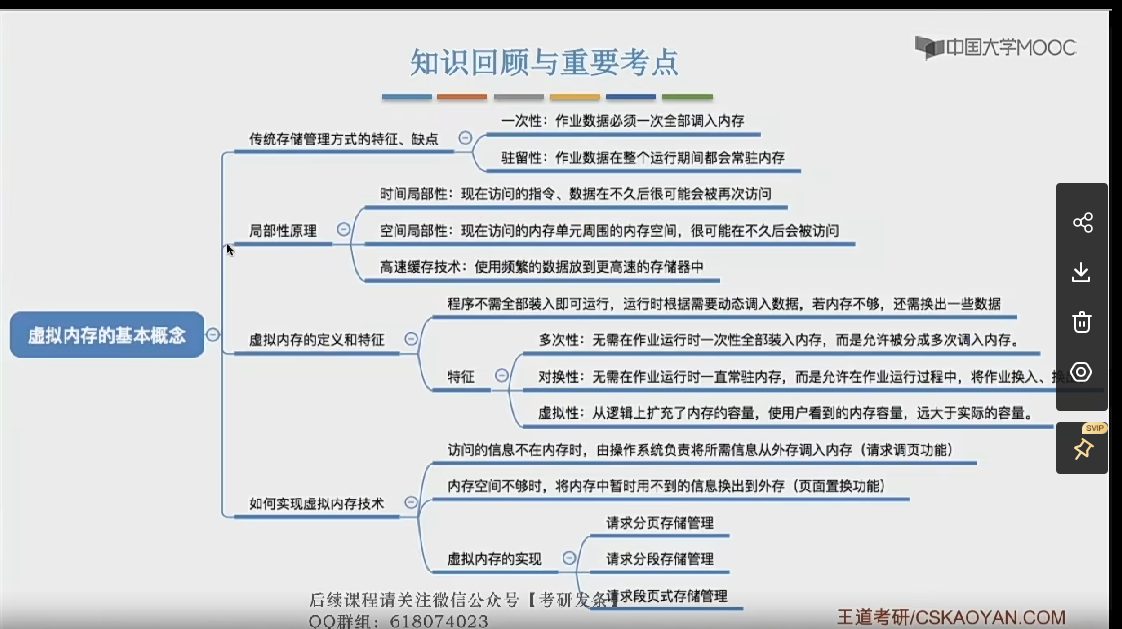 中国大学MOOC
知识回顾与重要考点
虚拟内存的基本概念
传统存储管理方式的特征、缺点
一次性：作业数据必须一次全部调入内存
驻留性：作业数据在整个运行期间都会常驻内存
局部性原理
时间局部性：现在访问的指令、数据在不久后很可能会被再次访问
空间局部性：现在访问的内存单元周围的内存空间，很可能在不久后会被访问
高速缓存技术：使用频繁的数据放到更高速的存储器中
虚拟内存的定义和特征
程序不需全部装入即可运行，运行时根据需要动态调入数据，若内存不够，还需换出一些数据
特征
多次性：无需在作业运行时一次性全部装入内存，而是允许被分成多次调入内存。
对换性：无需在作业运行时一直常驻内存，而是允许在作业运行过程中，将作业换入、
虚拟性：从逻辑上扩充了内存的容量，使用户看到的内存容量，远大于实际的容量。
如何实现虚拟内存技术
访问的信息不在内存时，由操作系统负责将所需信息从外存调入内存（请求调页功能）
内存空间不够时，将内存中暂时用不到的信息换出到外存（页面置换功能）
虚拟内存的实现
请求分页存储管理
请求分段存储管理
请求段页式存储管理
后续课程请关注微信公众号【考研发条】
QQ群组：618074023
王道考研/CSKAOYAN.COM
SVIP